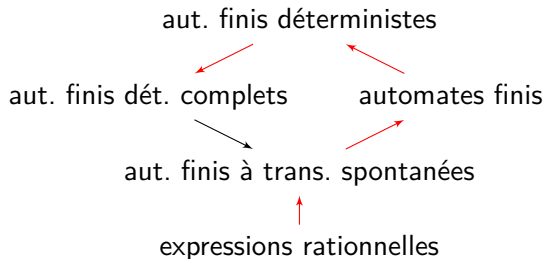 aut. finis déterministes
aut. finis dét. complets
automates finis
aut. finis à trans. spontanées
expressions rationnelles